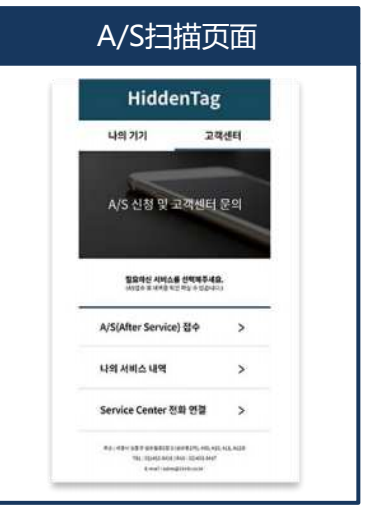 A/S扫描页面
HiddenTag
나의 기기 고객센터
A/S 신청 및 고객센터 문의
필요하신 서비스를 선택해주세요.
A/S(After Service) 접수 >
나의 서비스 내역 >
Service Center 전화 연결 >